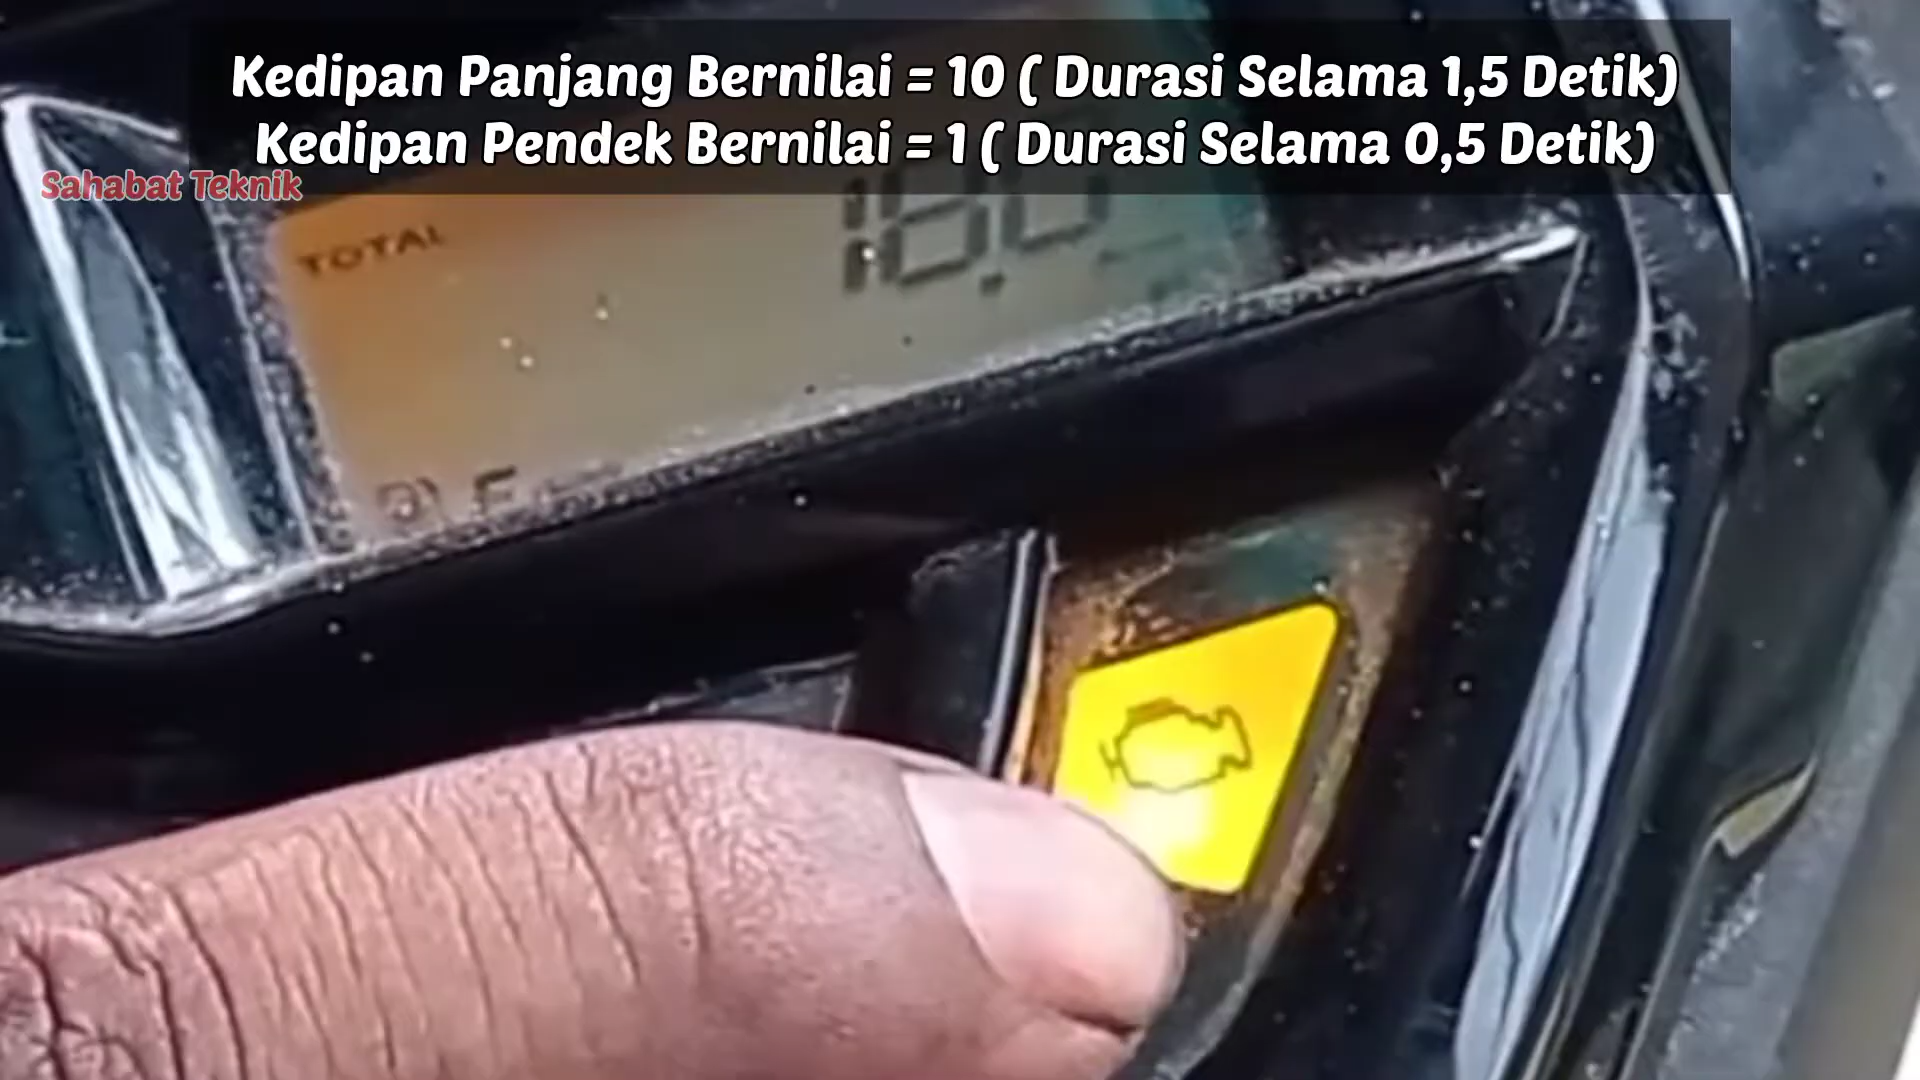 Kedipan Panjang Bernilai = 10 ( Durasi Selama 1,5 Detik)
Kedipan Pendek Bernilai = 1 ( Durasi Selama 0,5 Detik)
Sahabat Teknik
TOTAL